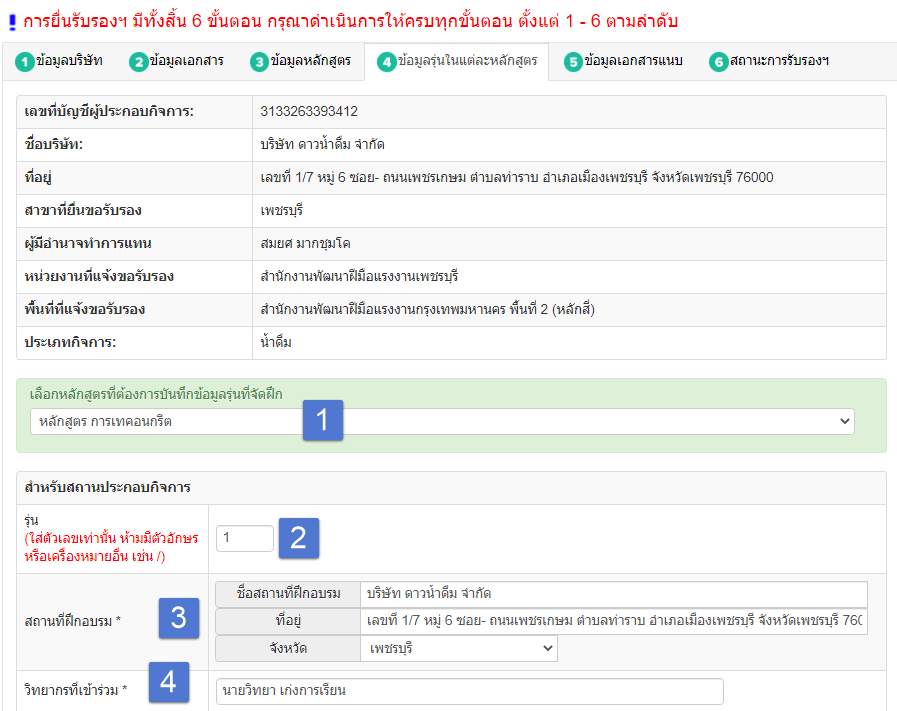 ! การยื่นรับรองฯ มีทั้งสิ้น 6 ขั้นตอน กรุณาดำเนินการให้ครบทุกขั้นตอน ตั้งแต่ 1 - 6 ตามลำดับ
1 ข้อมูลบริษัท 2 ข้อมูลเอกสาร 3 ข้อมูลหลักสูตร 4 ข้อมูลรุ่นในแต่ละหลักสูตร 5 ข้อมูลเอกสารแนบ 6 สถานะการรับรองฯ
เลขที่บัญชีผู้ประกอบกิจการ: 3133263393412
ชื่อบริษัท: บริษัท ดาวน้ำดื่ม จำกัด
ที่อยู่ เลขที่ 1/7 หมู่ 6 ซอย- ถนนเพชรเกษม ตำบลท่าราบ อำเภอเมืองเพชรบุรี จังหวัดเพชรบุรี 76000
สาขาที่ยื่นขอรับรอง เพชรบุรี
ผู้มีอำนาจทำการแทน สมยศ มากชุมโค
หน่วยงานที่แจ้งขอรับรอง สำนักงานพัฒนาฝีมือแรงงานเพชรบุรี
พื้นที่ที่แจ้งขอรับรอง สำนักงานพัฒนาฝีมือแรงงานกรุงเทพมหานคร พื้นที่ 2 (หลักสี่)
ประเภทกิจการ: น้ำดื่ม
เลือกหลักสูตรที่ต้องการบันทึกข้อมูลรุ่นที่จัดฝึก
หลักสูตร การเทคอนกรีต 1
สำหรับสถานประกอบกิจการ
รุ่น
(ใส่ตัวเลขเท่านั้น ห้ามมีตัวอักษร
หรือเครื่องหมายอื่น เช่น /)
1 2
สถานที่ฝึกอบรม * 3
ชื่อสถานที่ฝึกอบรม บริษัท ดาวน้ำดื่ม จำกัด
ที่อยู่ เลขที่ 1/7 หมู่ 6 ซอย- ถนนเพชรเกษม ตำบลท่าราบ อำเภอเมืองเพชรบุรี จังหวัดเพชรบุรี 760
จังหวัด เพชรบุรี
วิทยากรที่เข้าร่วม * 4 นายวิทยา เก่งการเรียน